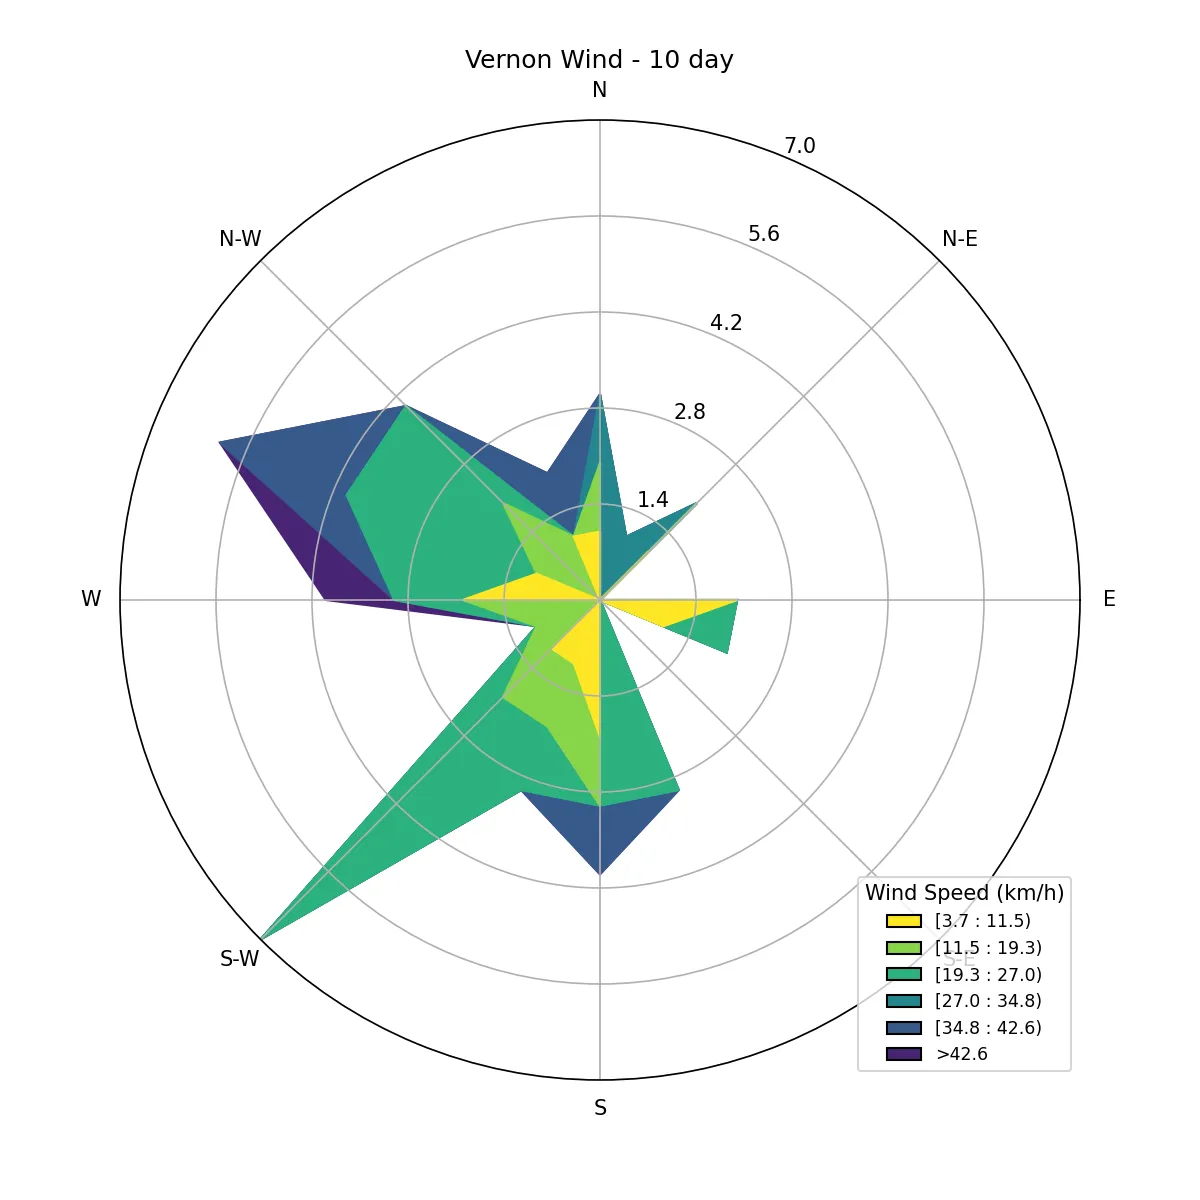 Vernon Wind - 10 day
N
7.0
5.6
N-W
N-E
4.2
2.8
1.4
W
E
Wind Speed (km/h)
[3.7 : 11.5)
[11.5 : 19.3)
S-W
S-E
[19.3 : 27.0)
[27.0 : 34.8)
[34.8 : 42.6)
>42.6
S